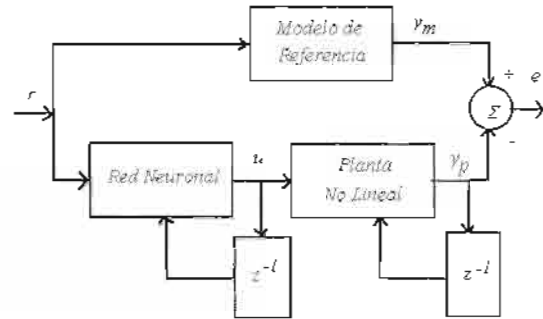 Modelo de
Referencia
y_m
r
+
e
Σ
-
Red Neuronal
u
Planta
No Lineal
y_p
z^{-1}
z^{-1}